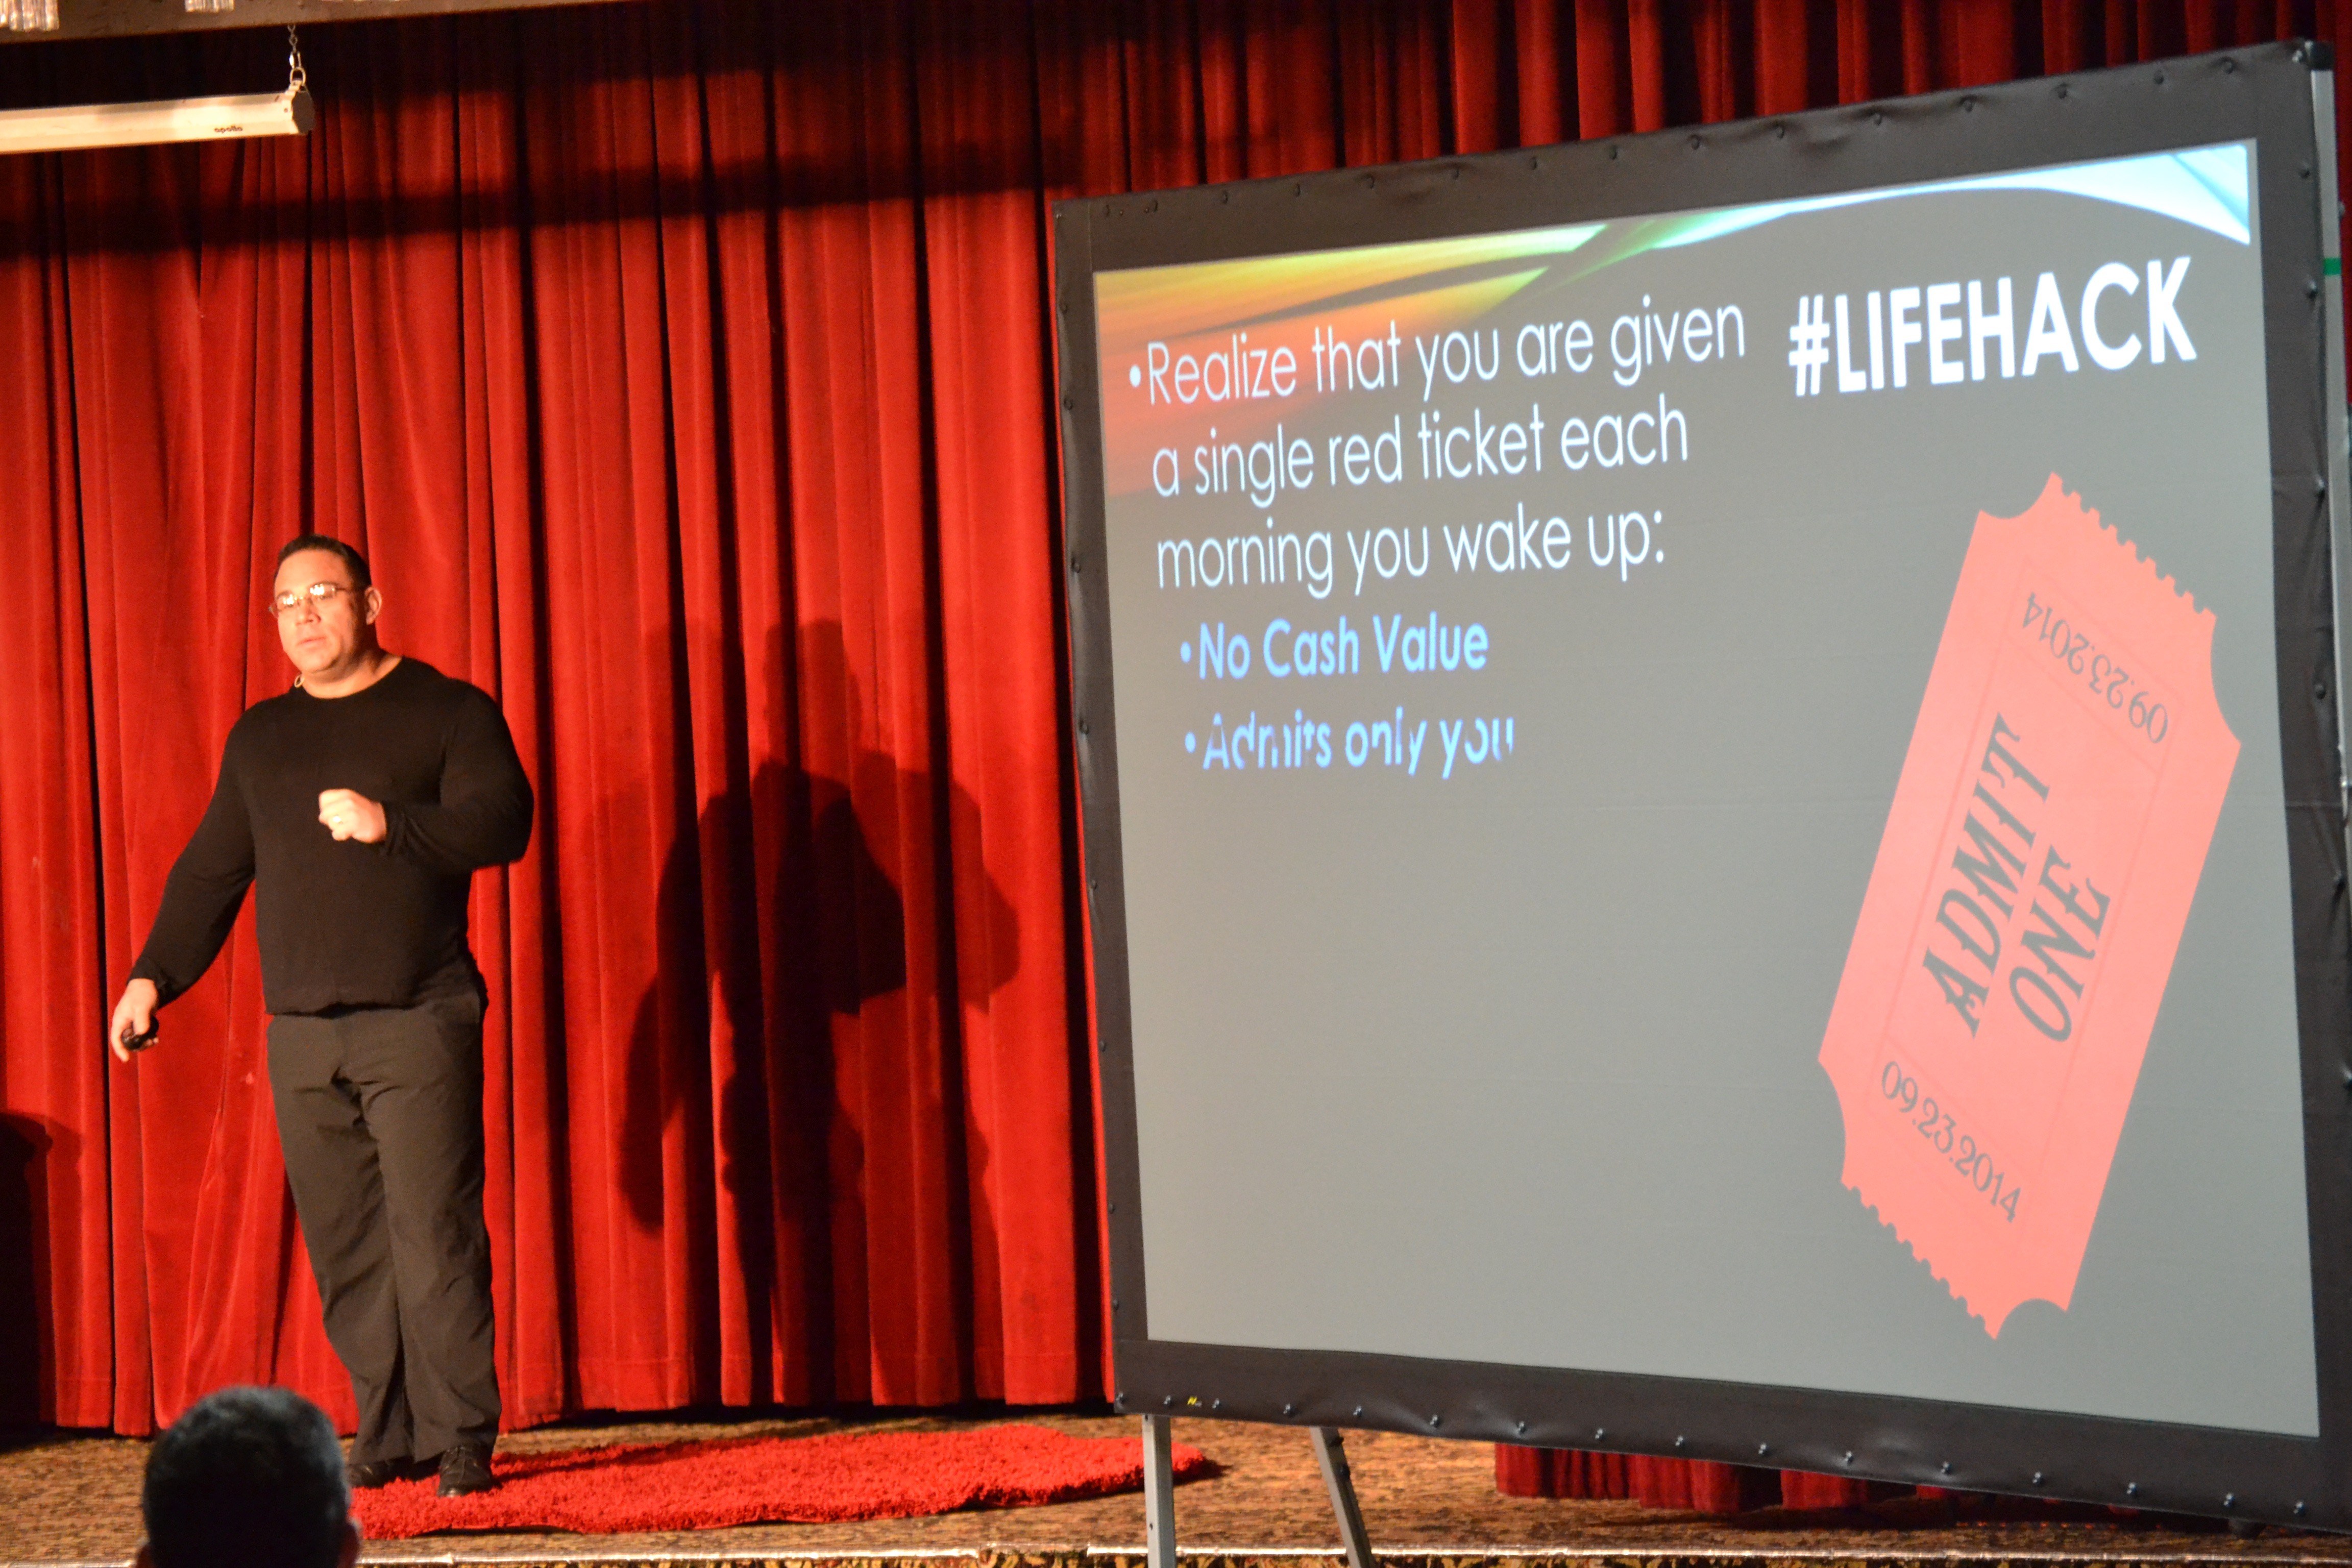 apollo
•Realize that you are given
a single red ticket each
morning you wake up:
•No Cash Value
•Admits only you
#LIFEHACK
09.23.2014
ADMIT
ONE
09.23.2014